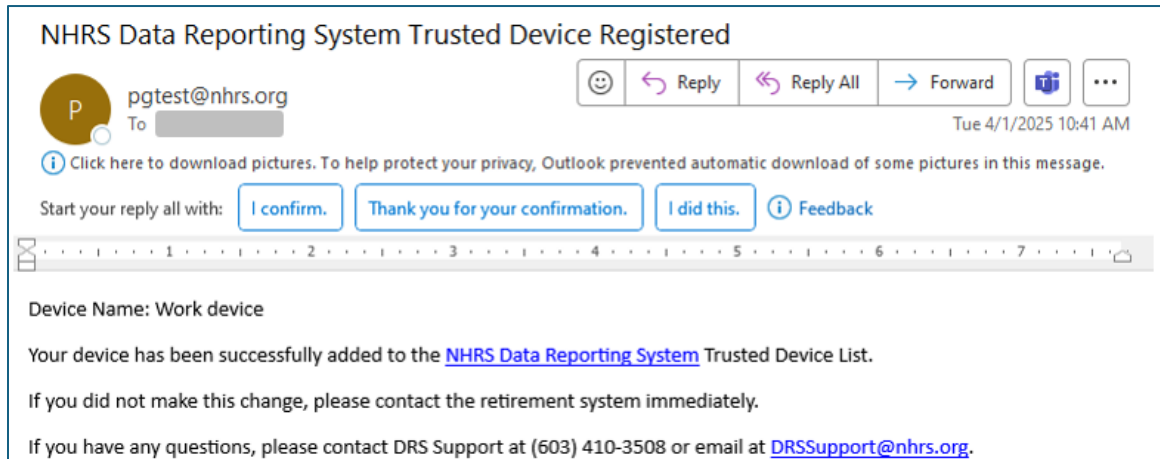 NHRS Data Reporting System Trusted Device Registered
P
pgtest@nhrs.org
Reply
Reply All
Forward
To
Tue 4/1/2025 10:41 AM
Click here to download pictures. To help protect your privacy, Outlook prevented automatic download of some pictures in this message.
Start your reply all with: I confirm. Thank you for your confirmation. I did this. Feedback
1 2 3 4 5 6 7
Device Name: Work device
Your device has been successfully added to the NHRS Data Reporting System Trusted Device List.
If you did not make this change, please contact the retirement system immediately.
If you have any questions, please contact DRS Support at (603) 410-3508 or email at DRSSupport@nhrs.org.